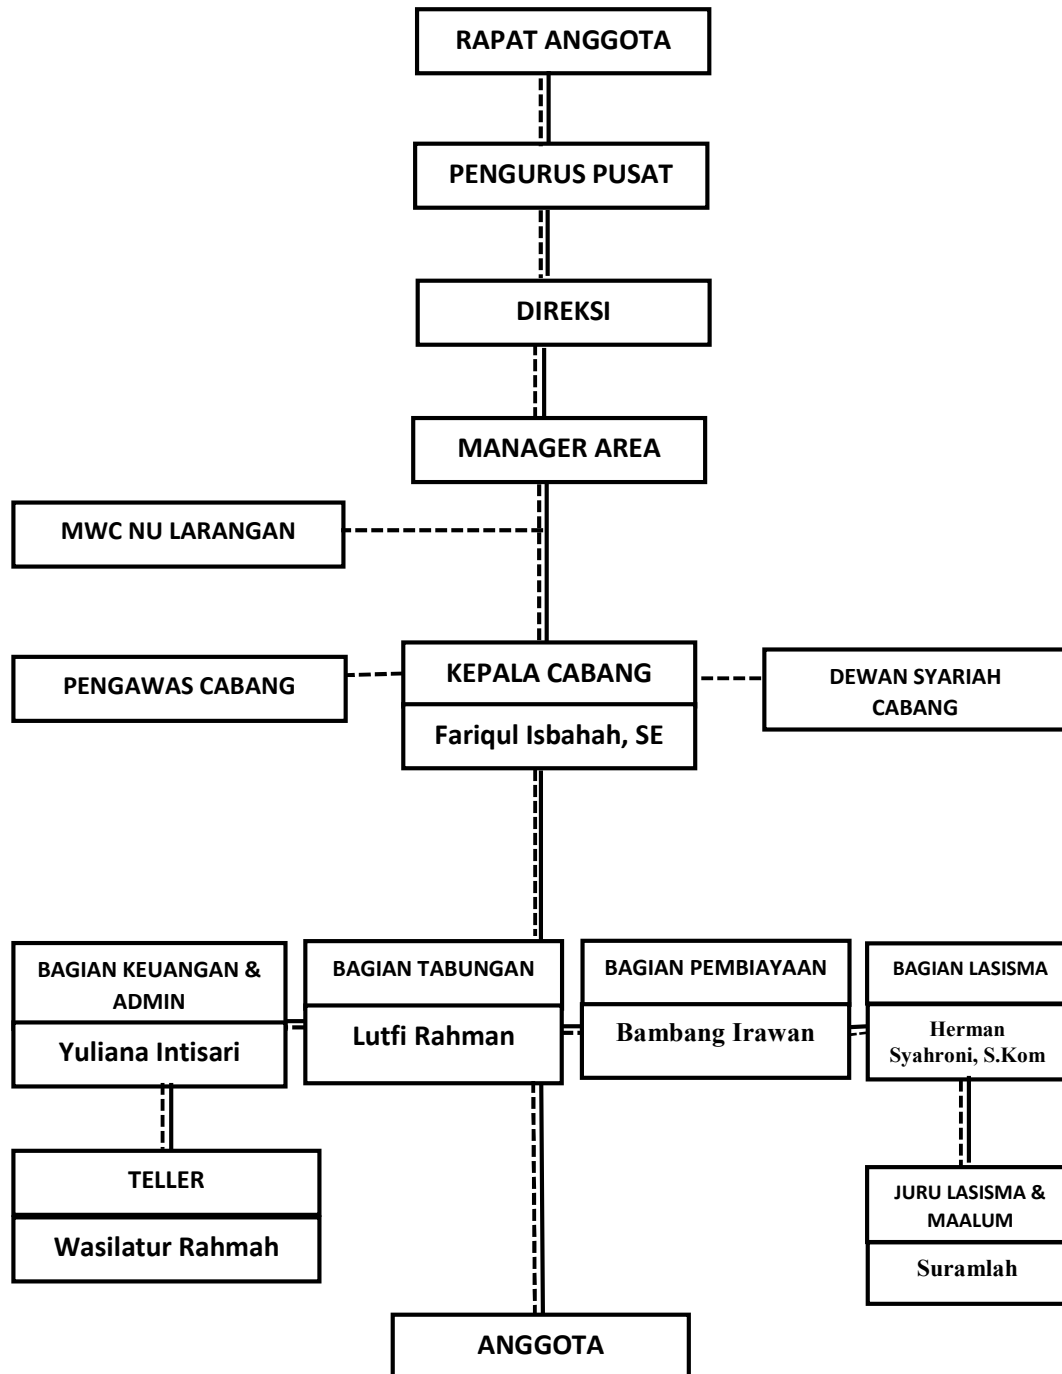 RAPAT ANGGOTA
PENGURUS PUSAT
DIREKSI
MANAGER AREA
MWC NU LARANGAN
PENGAWAS CABANG
KEPALA CABANG
Fariqul Isbahah, SE
DEWAN SYARIAH
CABANG
BAGIAN KEUANGAN &
ADMIN
Yuliana Intisari
BAGIAN TABUNGAN
Lutfi Rahman
BAGIAN PEMBIAYAAN
Bambang Irawan
BAGIAN LASISMA
Herman
Syahroni, S.Kom
TELLER
Wasilatur Rahmah
JURU LASISMA &
MAALUM
Suramlah
ANGGOTA